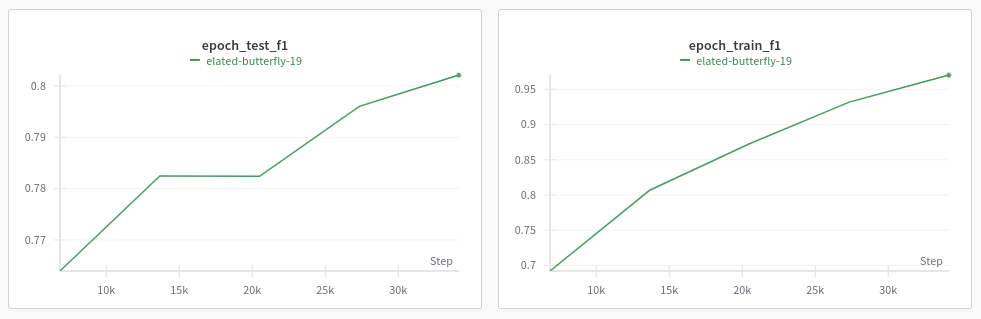 epoch_test_f1
elated-butterfly-19
0.8
0.79
0.78
0.77
Step
10k
15k
20k
25k
30k
epoch_train_f1
elated-butterfly-19
0.95
0.9
0.85
0.8
0.75
0.7
Step
10k
15k
20k
25k
30k